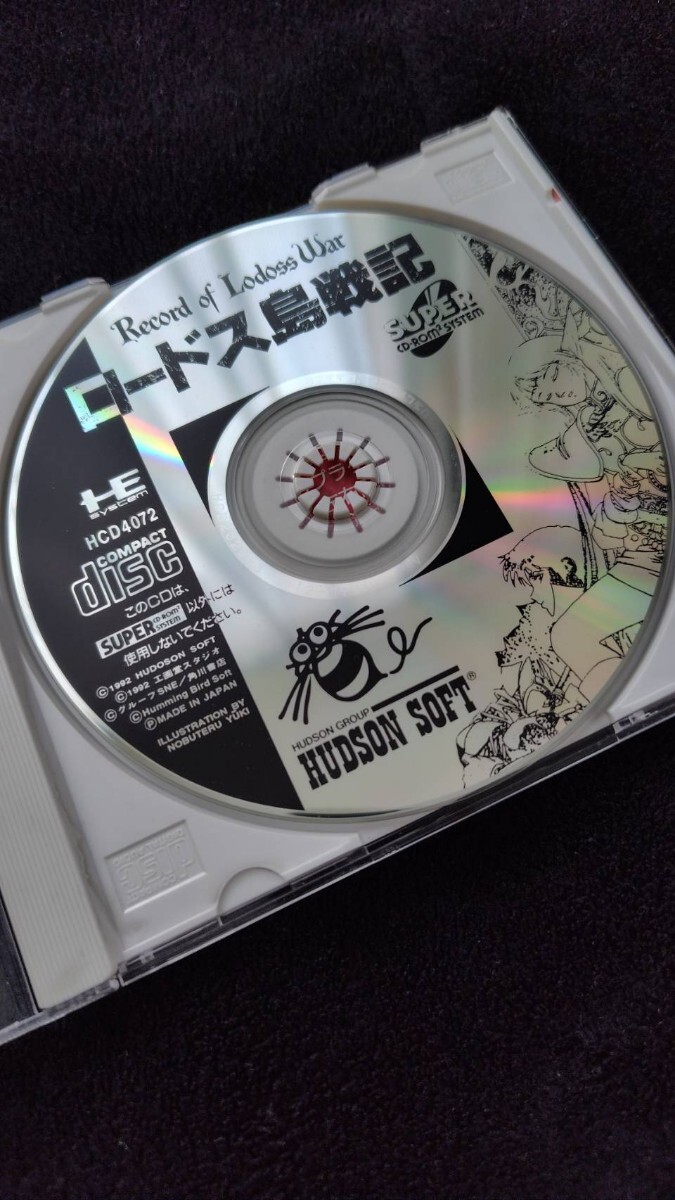 Record of Lodoss War
ロードス島戦記
SUPER
CD-ROM² SYSTEM
HE
SYSTEM
HCD4072
COMPACT
disc
このCDは、
SUPER CD-ROM² SYSTEM 以外には
使用しないでください。
©1992 HUDOSON SOFT
©1992 工画堂スタジオ
©グループSNE/角川書店
©Humming Bird Soft
ⓅMADE IN JAPAN
ILLUSTRATION BY
NOBUTERU YUKI
HUDSON GROUP
HUDSON SOFT®